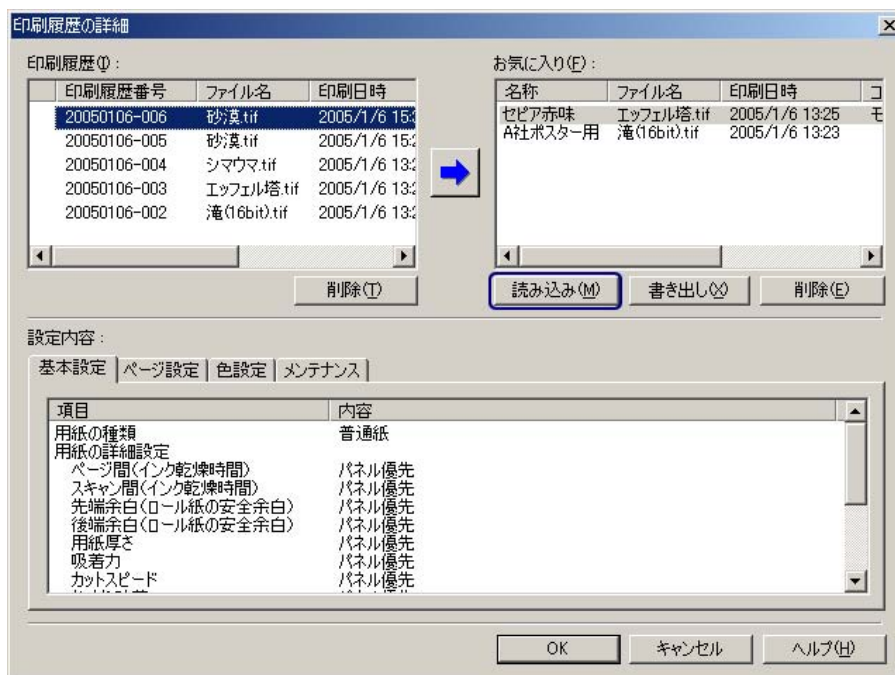 印刷履歴の詳細
印刷履歴(I):
印刷履歴番号 ファイル名 印刷日時
20050106-006 砂漠.tif 2005/1/6 15:
20050106-005 砂漠.tif 2005/1/6 15:2
20050106-004 シマウマ.tif 2005/1/6 13:2
20050106-003 エッフェル塔.tif 2005/1/6 13:2
20050106-002 滝(16bit).tif 2005/1/6 13:2
削除(T)
お気に入り(F):
名称 ファイル名 印刷日時 コ
セピア赤味 エッフェル塔.tif 2005/1/6 13:25 モ
A社ポスター用 滝(16bit).tif 2005/1/6 13:23
読み込み(M) 書き出し(X) 削除(E)
設定内容:
基本設定 ページ設定 色設定 メンテナンス
項目 内容
用紙の種類 普通紙
用紙の詳細設定
ページ間(インク乾燥時間) パネル優先
スキャン間(インク乾燥時間) パネル優先
先端余白(ロール紙の安全余白) パネル優先
後端余白(ロール紙の安全余白) パネル優先
用紙厚さ パネル優先
吸着力 パネル優先
カットスピード パネル優先
OK キャンセル ヘルプ(H)